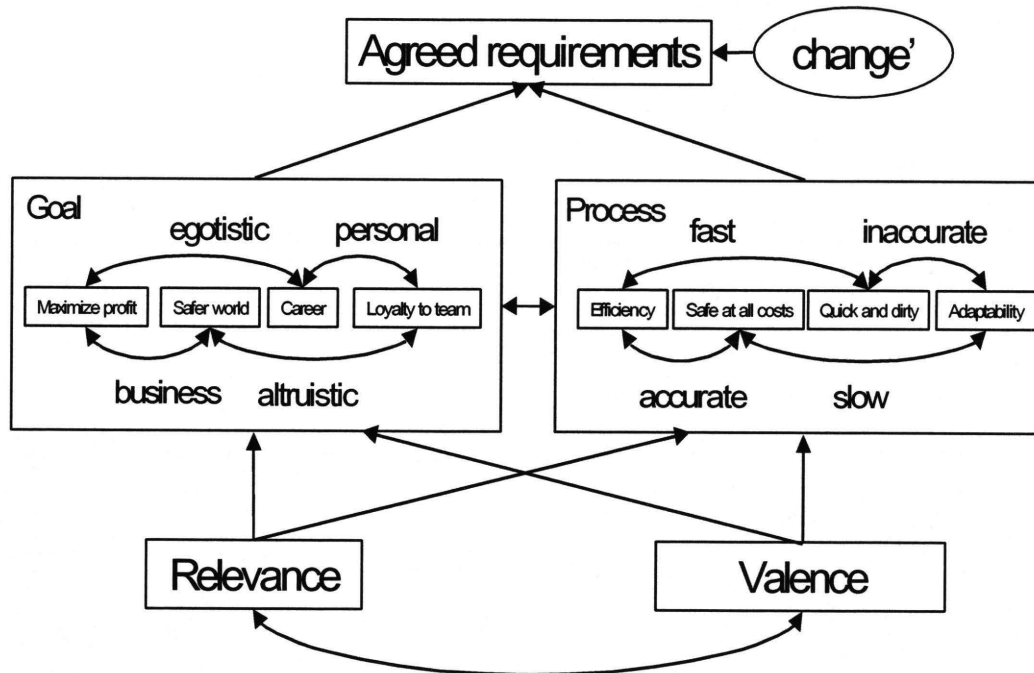 Agreed requirements
change'
Goal
egotistic
personal
Maximize profit
Safer world
Career
Loyalty to team
business
altruistic
Process
fast
inaccurate
Efficiency
Safe at all costs
Quick and dirty
Adaptability
accurate
slow
Relevance
Valence